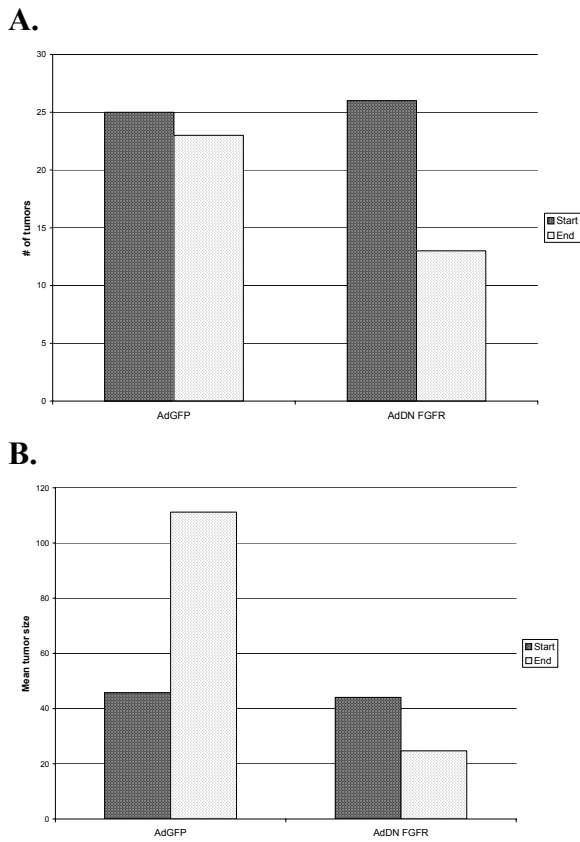 A.
30
25
20
15
10
5
0
# of tumors
AdGFP
AdDN FGFR
Start
End
B.
120
100
80
60
40
20
0
Mean tumor size
AdGFP
AdDN FGFR
Start
End